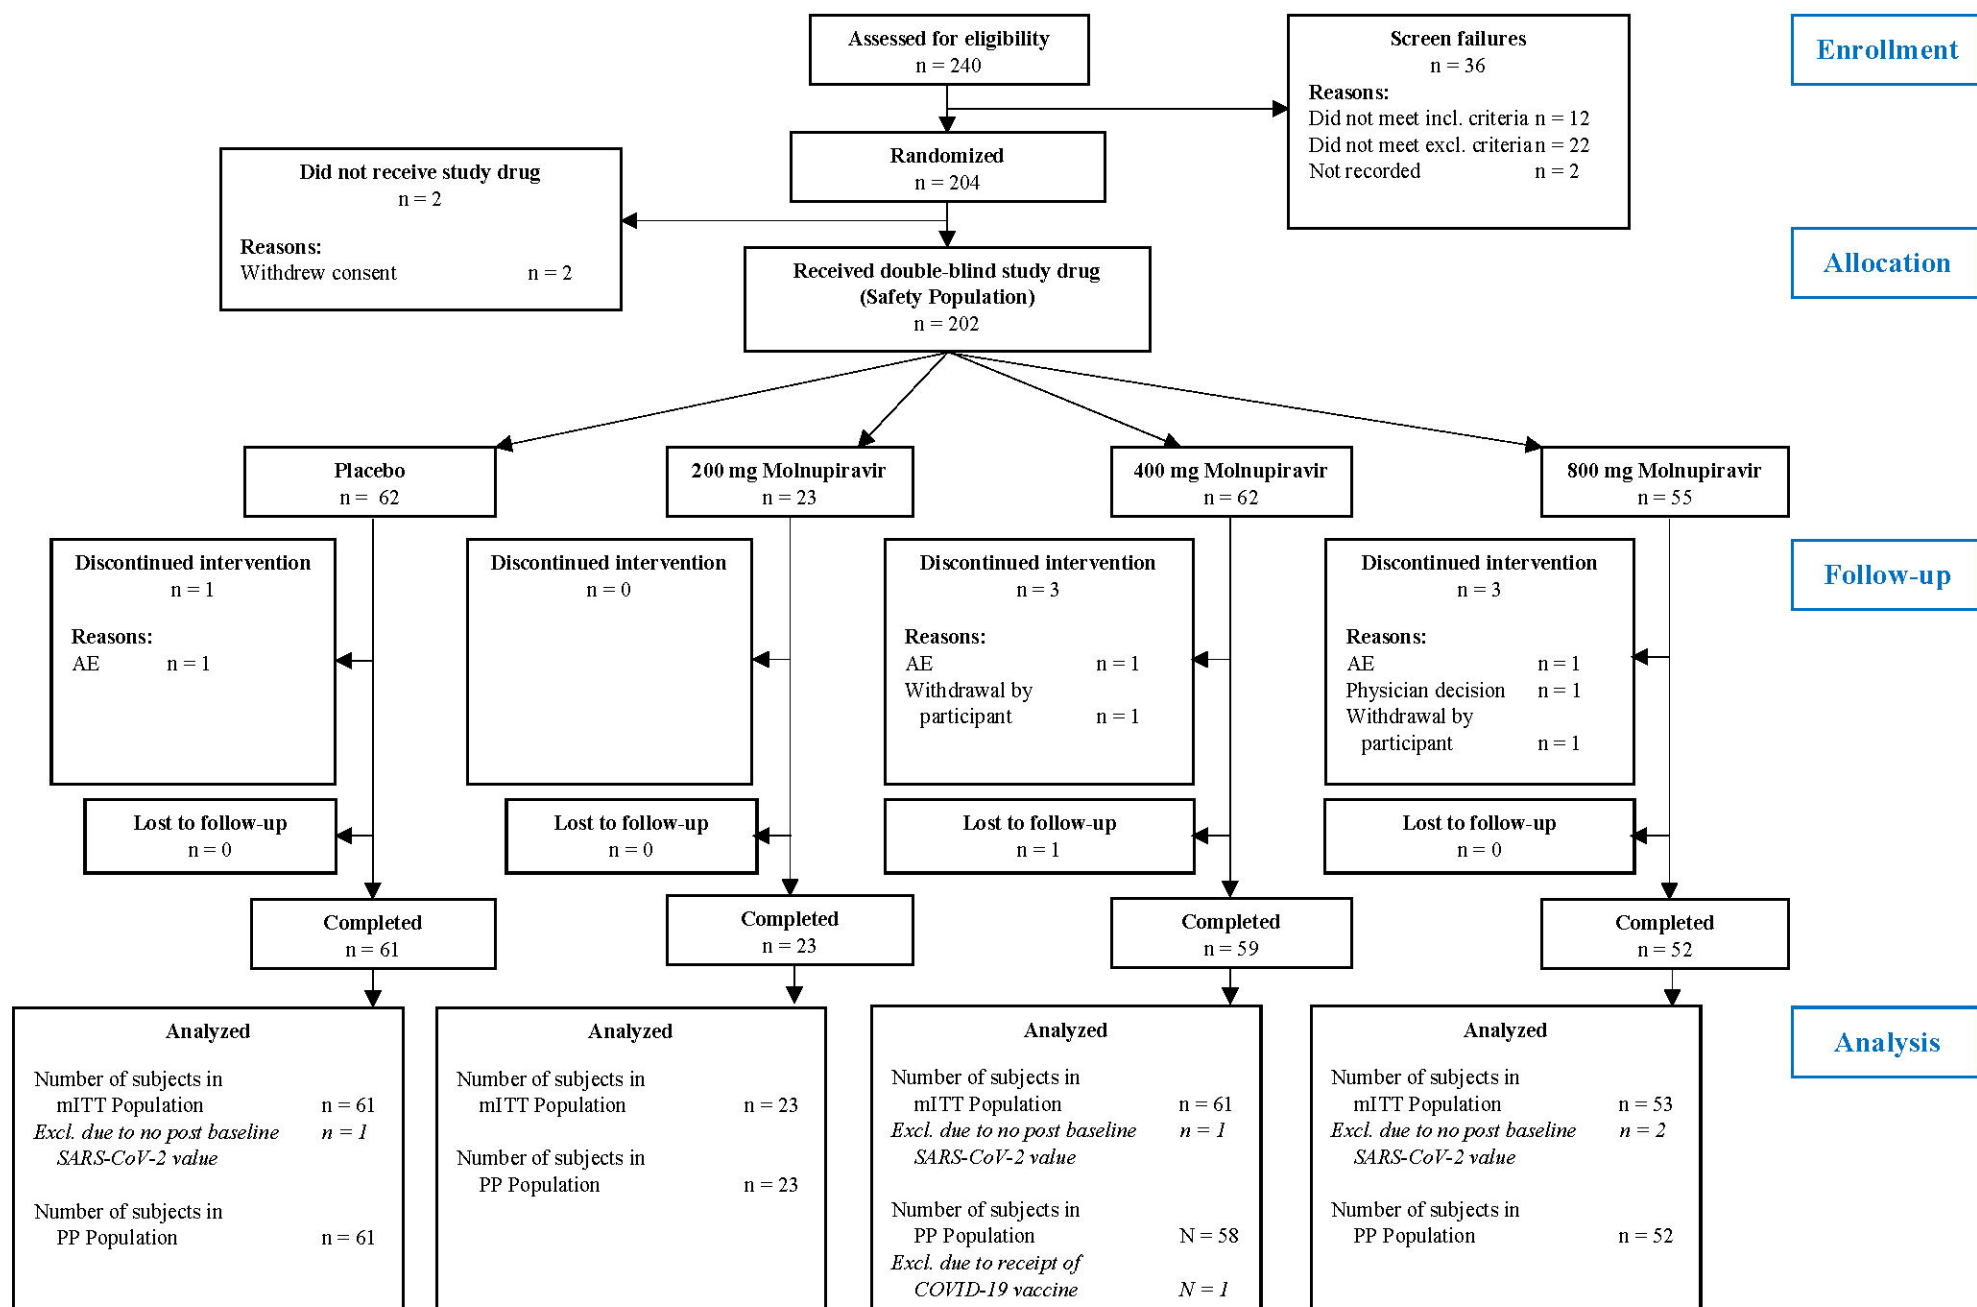 Assessed for eligibility
n = 240
Screen failures
n = 36
Reasons:
Did not meet incl. criteria n = 12
Did not meet excl. criteria n = 22
Not recorded n = 2
Enrollment
Randomized
n = 204
Did not receive study drug
n = 2
Reasons:
Withdrew consent n = 2
Received double-blind study drug
(Safety Population)
n = 202
Allocation
Placebo
n = 62
200 mg Molnupiravir
n = 23
400 mg Molnupiravir
n = 62
800 mg Molnupiravir
n = 55
Discontinued intervention
n = 1
Reasons:
AE n = 1
Discontinued intervention
n = 0
Discontinued intervention
n = 3
Reasons:
AE n = 1
Withdrawal by
participant n = 1
Discontinued intervention
n = 3
Reasons:
AE n = 1
Physician decision n = 1
Withdrawal by
participant n = 1
Follow-up
Lost to follow-up
n = 0
Lost to follow-up
n = 0
Lost to follow-up
n = 1
Lost to follow-up
n = 0
Completed
n = 61
Completed
n = 23
Completed
n = 59
Completed
n = 52
Analyzed
Number of subjects in
mITT Population n = 61
Excl. due to no post baseline n = 1
SARS-CoV-2 value
Number of subjects in
PP Population n = 61
Analyzed
Number of subjects in
mITT Population n = 23
Number of subjects in
PP Population n = 23
Analyzed
Number of subjects in
mITT Population n = 61
Excl. due to no post baseline n = 1
SARS-CoV-2 value
Number of subjects in
PP Population N = 58
Excl. due to receipt of
COVID-19 vaccine N = 1
Analyzed
Number of subjects in
mITT Population n = 53
Excl. due to no post baseline n = 2
SARS-CoV-2 value
Number of subjects in
PP Population n = 52
Analysis